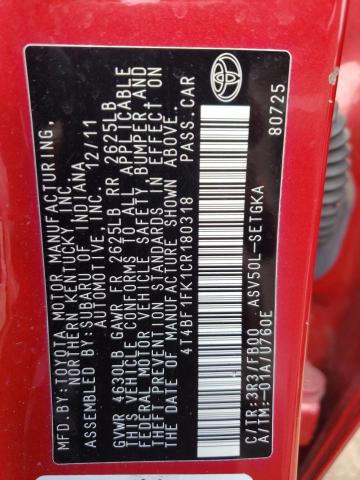 MFD.BY:TOYOTA MOTOR MANUFACTURING,
NORTHERN KENTUCKY INC
MFD.BY:SUBARU OF INDIANA
AUTOMOTIVE, INC. 12/11
GVWR 4630LB GAWR FR 2625LB RR 2625LB
THIS VEHICLE CONFORMS TO ALL APPLICABLE
FEDERAL MOTOR VEHICLE SAFETY, BUMPER, AND
THEFT PREVENTION STANDARDS IN EFFECT ON
THE DATE OF MANUFACTURE SHOWN ABOVE.
4T4BF1FK1CR180318 PASS.CAR
C/TR:3R3/FB00 ASV50L-SETGKA
A/TM:-01A/U760E
80725